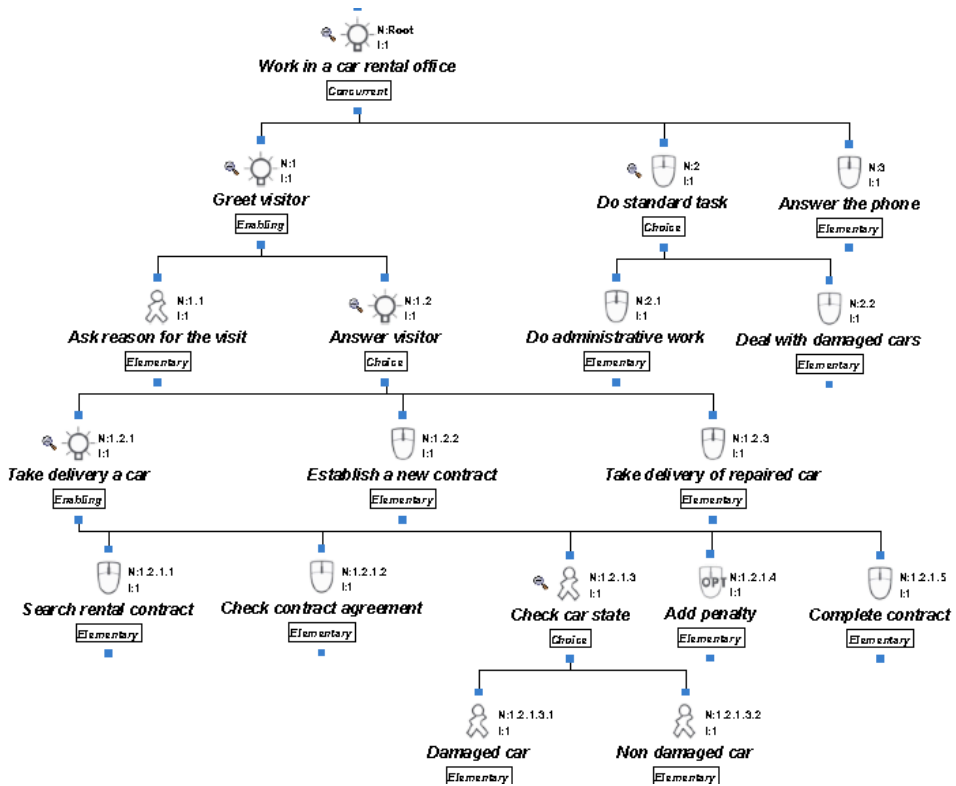 N:Root
I:1
Work in a car rental office
Concurrent
N:1
I:1
Greet visitor
Enabling
N:2
I:1
Do standard task
Choice
N:3
I:1
Answer the phone
Elementary
N:1.1
I:1
Ask reason for the visit
Elementary
N:1.2
I:1
Answer visitor
Choice
N:2.1
I:1
Do administrative work
Elementary
N:2.2
I:1
Deal with damaged cars
Elementary
N:1.2.1
I:1
Take delivery a car
Enabling
N:1.2.2
I:1
Establish a new contract
Elementary
N:1.2.3
I:1
Take delivery of repaired car
Elementary
N:1.2.1.1
I:1
Search rental contract
Elementary
N:1.2.1.2
I:1
Check contract agreement
Elementary
N:1.2.1.3
I:1
Check car state
Choice
OPT
N:1.2.1.4
I:1
Add penalty
Elementary
N:1.2.1.5
I:1
Complete contract
Elementary
N:1.2.1.3.1
I:1
Damaged car
Elementary
N:1.2.1.3.2
I:1
Non damaged car
Elementary